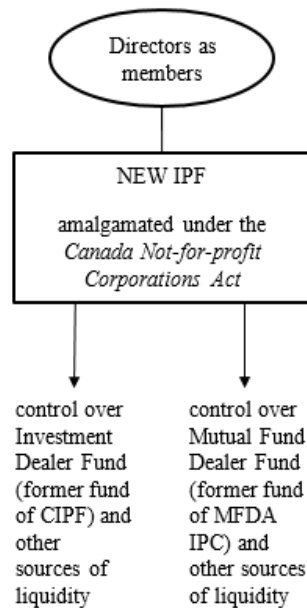 Directors as
members
NEW IPF
amalgamated under the
Canada Not-for-profit
Corporations Act
control over
Investment
Dealer Fund
(former fund
of CIPF) and
other
sources of
liquidity
control over
Mutual Fund
Dealer Fund
(former fund
of MFDA
IPC) and
other sources
of liquidity